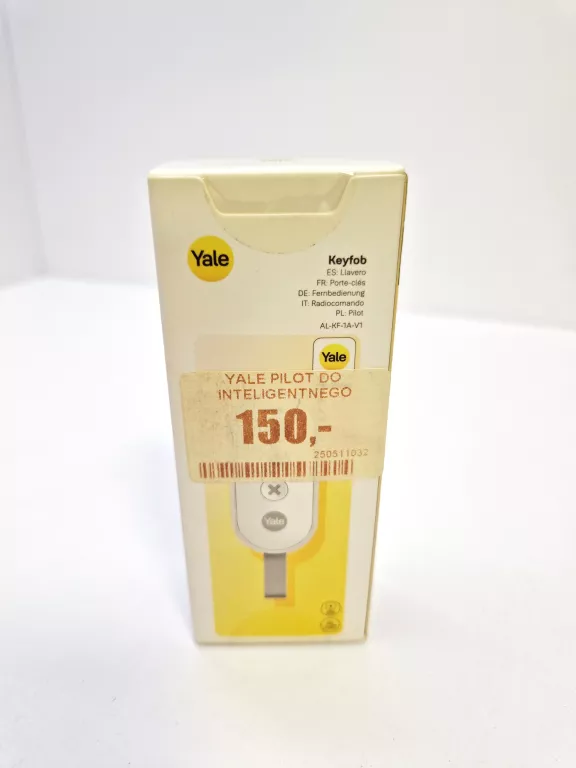 Yale
Keyfob
ES: Llavero
FR: Porte-clés
DE: Fernbedienung
IT: Radiocomando
PL: Pilot
AL-KF-1A-V1
Yale
YALE PILOT DO
INTELIGENTNEGO
150,-
250511032
Yale